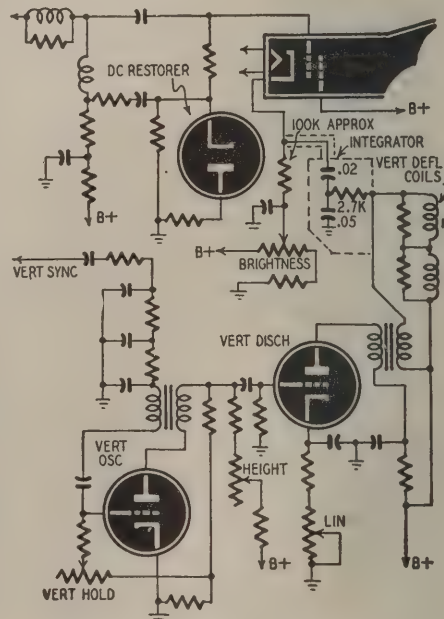 DC RESTORER
B+
100K APPROX
INTEGRATOR
VERT DEFL
COILS
.02
2.7K
.05
B+
B+
BRIGHTNESS
VERT SYNC
VERT DISCH
VERT
OSC
HEIGHT
LIN
B+
B+
VERT HOLD